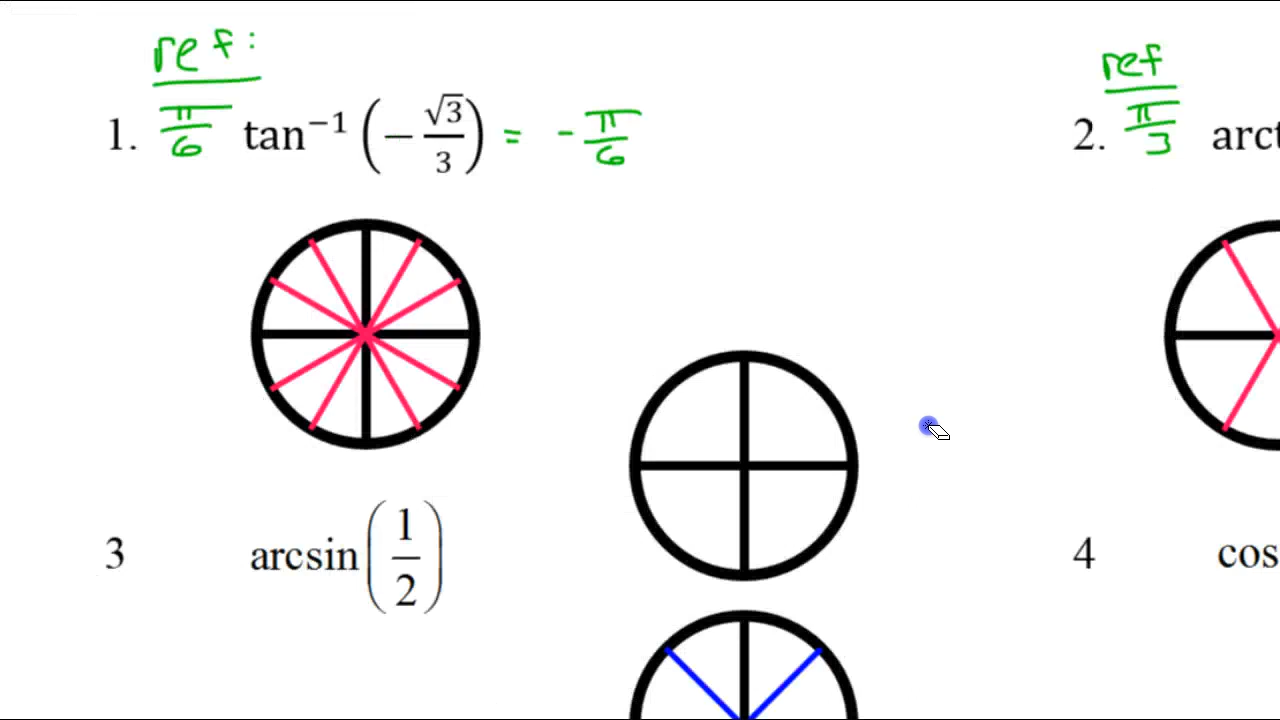 ref:
1. π/6 tan⁻¹(-√3/3) = -π/6
ref
2. π/3 arct
3 arcsin(1/2)
4 cos